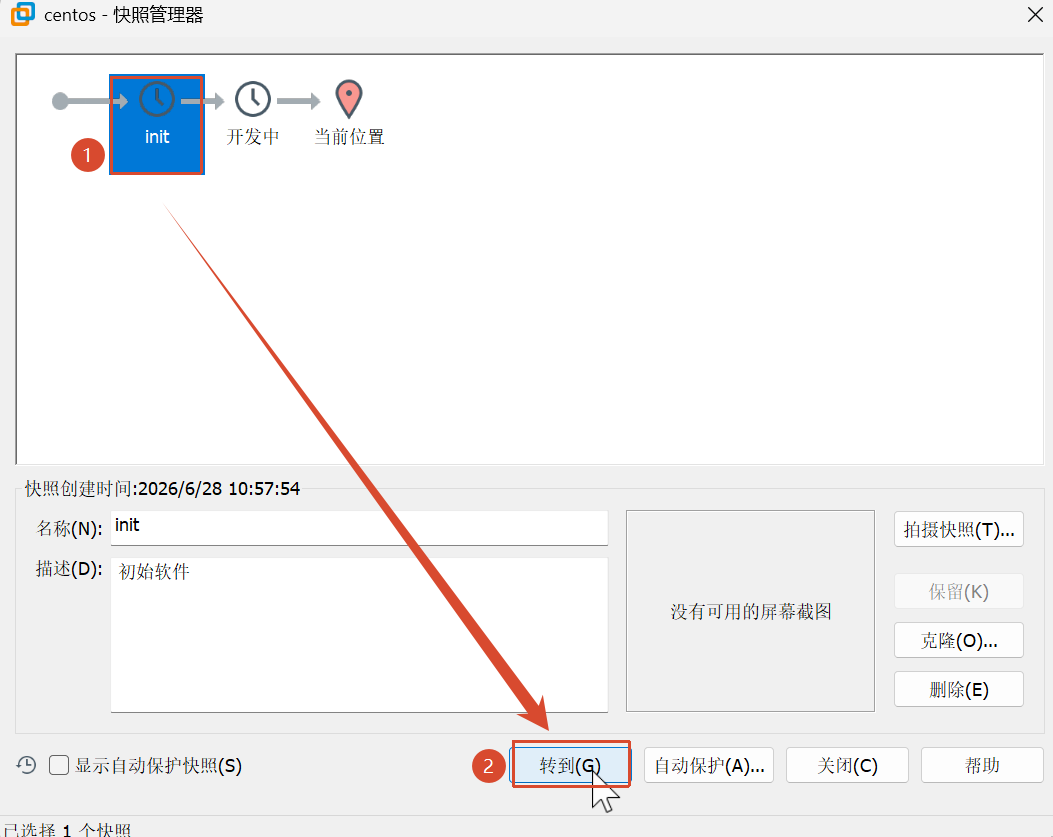 centos - 快照管理器
init
开发中
当前位置
1
快照创建时间:2026/6/28 10:57:54
名称(N):
init
描述(D):
初始软件
没有可用的屏幕截图
拍摄快照(T)...
保留(K)
克隆(O)...
删除(E)
显示自动保护快照(S)
2
转到(G)
自动保护(A)...
关闭(C)
帮助
已选择 1 个快照